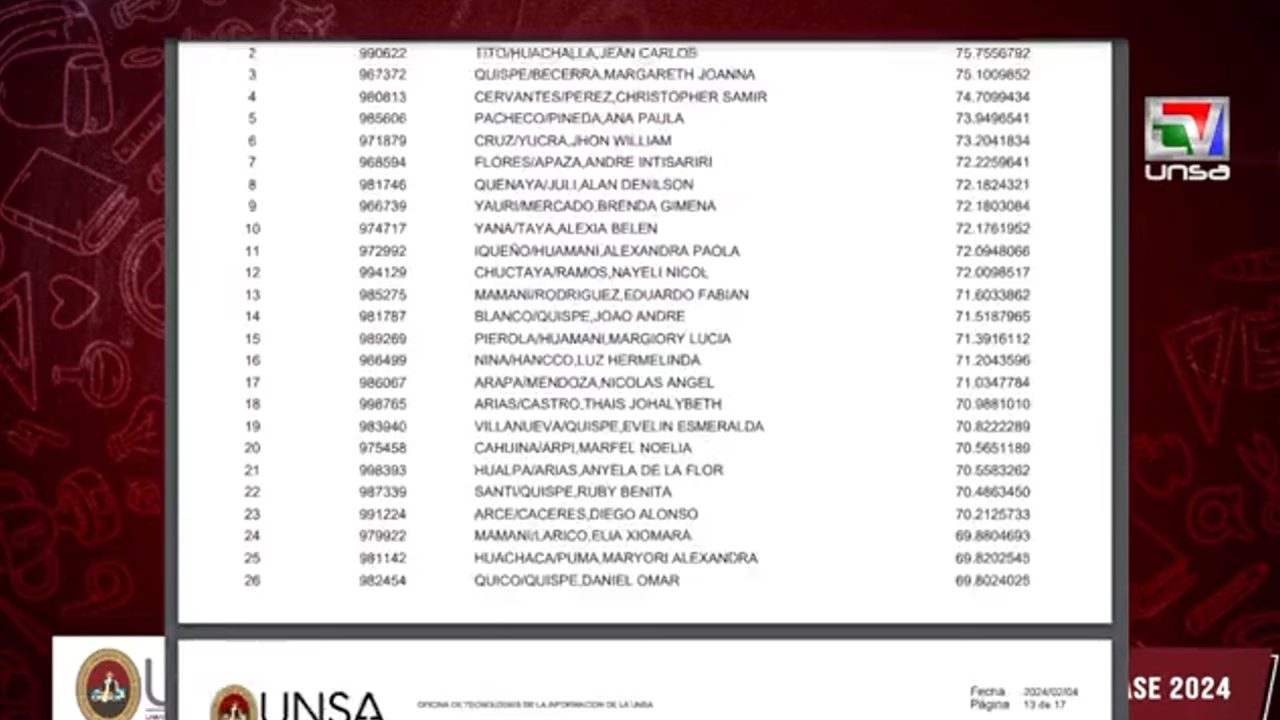 2 990622 TITO/HUACHALLA,JEAN CARLOS 75.7556792
3 967372 QUISPE/BECERRA,MARGARETH JOANNA 75.1009852
4 980813 CERVANTES/PEREZ,CHRISTOPHER SAMIR 74.7099434
5 985606 PACHECO/PINEDA,ANA PAULA 73.9496541
6 971879 CRUZ/YUCRA,JHON WILLIAM 73.2041834
7 968594 FLORES/APAZA,ANDRE INTISARIRI 72.2259641
8 981746 QUENAYA/JULI,ALAN DENILSON 72.1824321
9 966739 YAURI/MERCADO,BRENDA GIMENA 72.1803084
10 974717 YANA/TAYA,ALEXIA BELEN 72.1761952
11 972992 IQUEÑO/HUAMANI,ALEXANDRA PAOLA 72.0948066
12 994129 CHUCTAYA/RAMOS,NAYELI NICOL 72.0098517
13 985275 MAMANI/RODRIGUEZ,EDUARDO FABIAN 71.6033862
14 981787 BLANCO/QUISPE,JOAO ANDRE 71.5187965
15 989269 PIEROLA/HUAMANI,MARGIORY LUCIA 71.3916112
16 966499 NINA/HANCCO,LUZ HERMELINDA 71.2043596
17 986067 ARAPA/MENDOZA,NICOLAS ANGEL 71.0347784
18 998765 ARIAS/CASTRO,THAIS JOHALYBETH 70.9881010
19 983940 VILLANUEVA/QUISPE,EVELIN ESMERALDA 70.8222289
20 975458 CAHUINA/ARPI,MARFEL NOELIA 70.5651189
21 998393 HUALPA/ARIAS,ANYELA DE LA FLOR 70.5583262
22 987339 SANTI/QUISPE,RUBY BENITA 70.4863450
23 991224 ARCE/CACERES,DIEGO ALONSO 70.2125733
24 979922 MAMANI/LARICO,ELIA XIOMARA 69.8804693
25 981142 HUACHACA/PUMA,MARYORI ALEXANDRA 69.8202545
26 982454 QUICO/QUISPE,DANIEL OMAR 69.8024025
UNSA OFICINA DE TECNOLOGIES DE LA INFORMACION DE LA UNSA Fecha 2024/02/04
Página 13 de 17
TV
unsa
ASE 2024